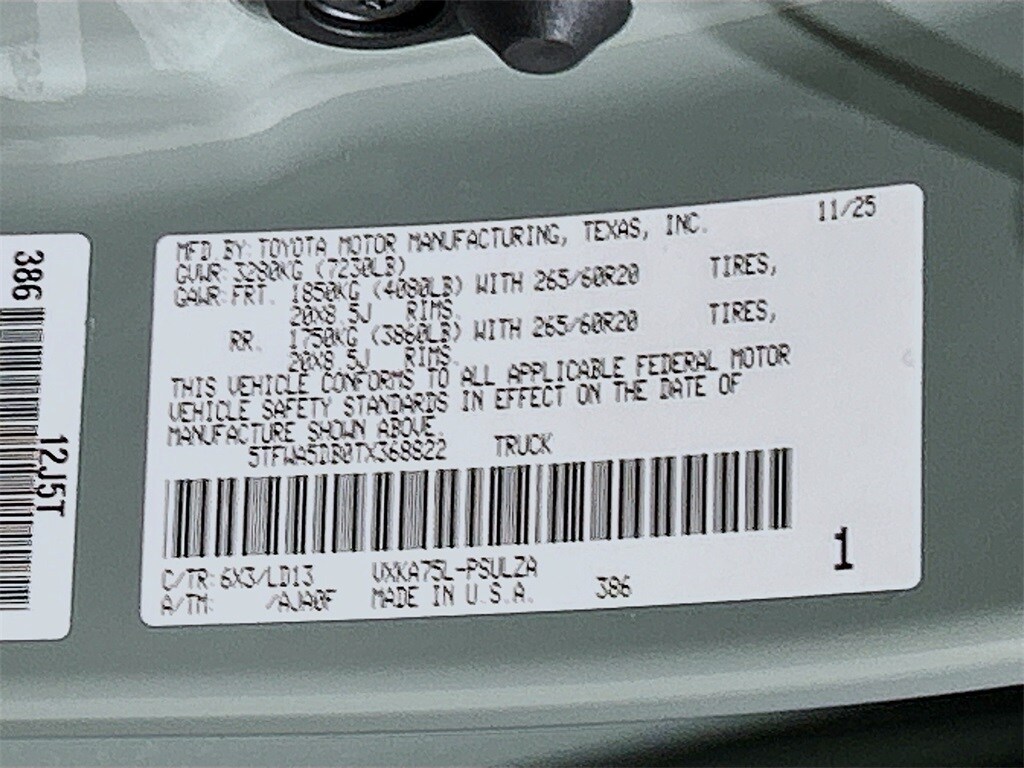 386
12J5T
MFD. BY: TOYOTA MOTOR MANUFACTURING, TEXAS, INC. 11/25
GVWR: 3280KG (7230LB)
GAWR: FRT. 1850KG (4080LB) WITH 265/60R20 TIRES,
20X8.5J RIMS.
RR. 1750KG (3860LB) WITH 265/60R20 TIRES,
20X8.5J RIMS.
THIS VEHICLE CONFORMS TO ALL APPLICABLE FEDERAL MOTOR
VEHICLE SAFETY STANDARDS IN EFFECT ON THE DATE OF
MANUFACTURE SHOWN ABOVE.
5TFWA5DB0TX368822 TRUCK
C/TR: 6X3/LD13 VXKA75L-PSULZA
A/TM: /AJA0F MADE IN U.S.A. 386
1